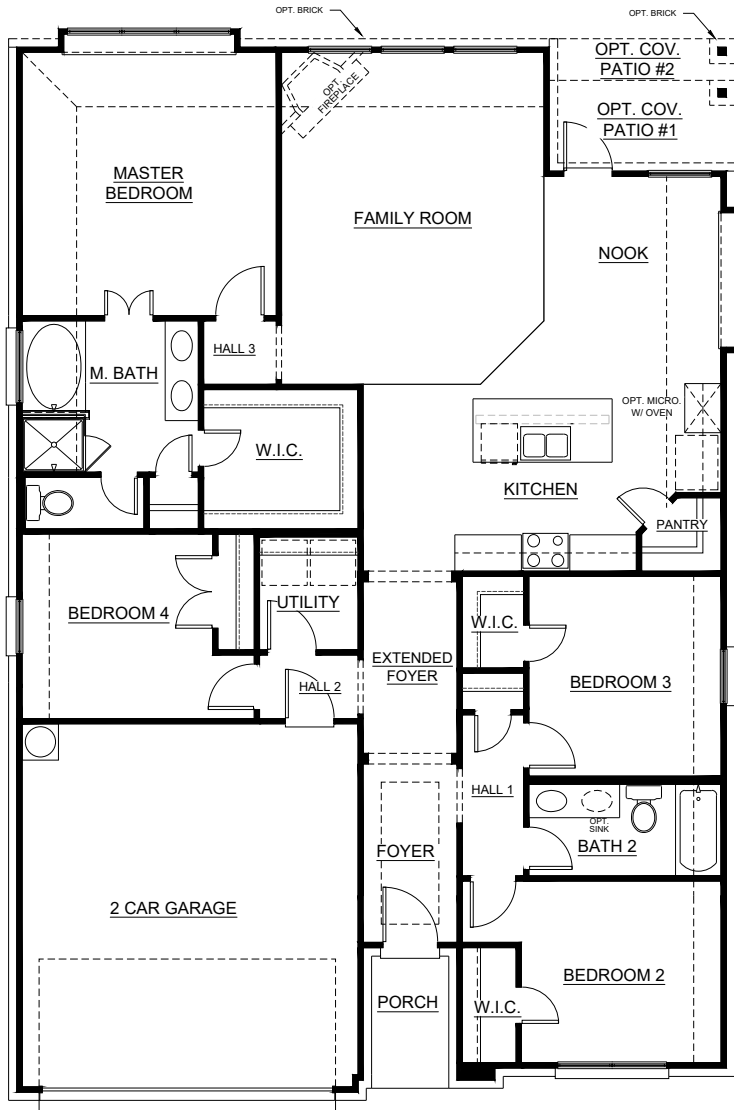 OPT. BRICK
OPT. BRICK
OPT. COV.
PATIO #2
OPT. COV.
PATIO #1
OPT.
FIREPLACE
MASTER
BEDROOM
FAMILY ROOM
NOOK
HALL 3
M. BATH
OPT. MICRO.
W/ OVEN
W.I.C.
KITCHEN
PANTRY
BEDROOM 4
UTILITY
W.I.C.
EXTENDED
FOYER
HALL 2
BEDROOM 3
HALL 1
OPT.
SINK
FOYER
BATH 2
2 CAR GARAGE
BEDROOM 2
PORCH
W.I.C.